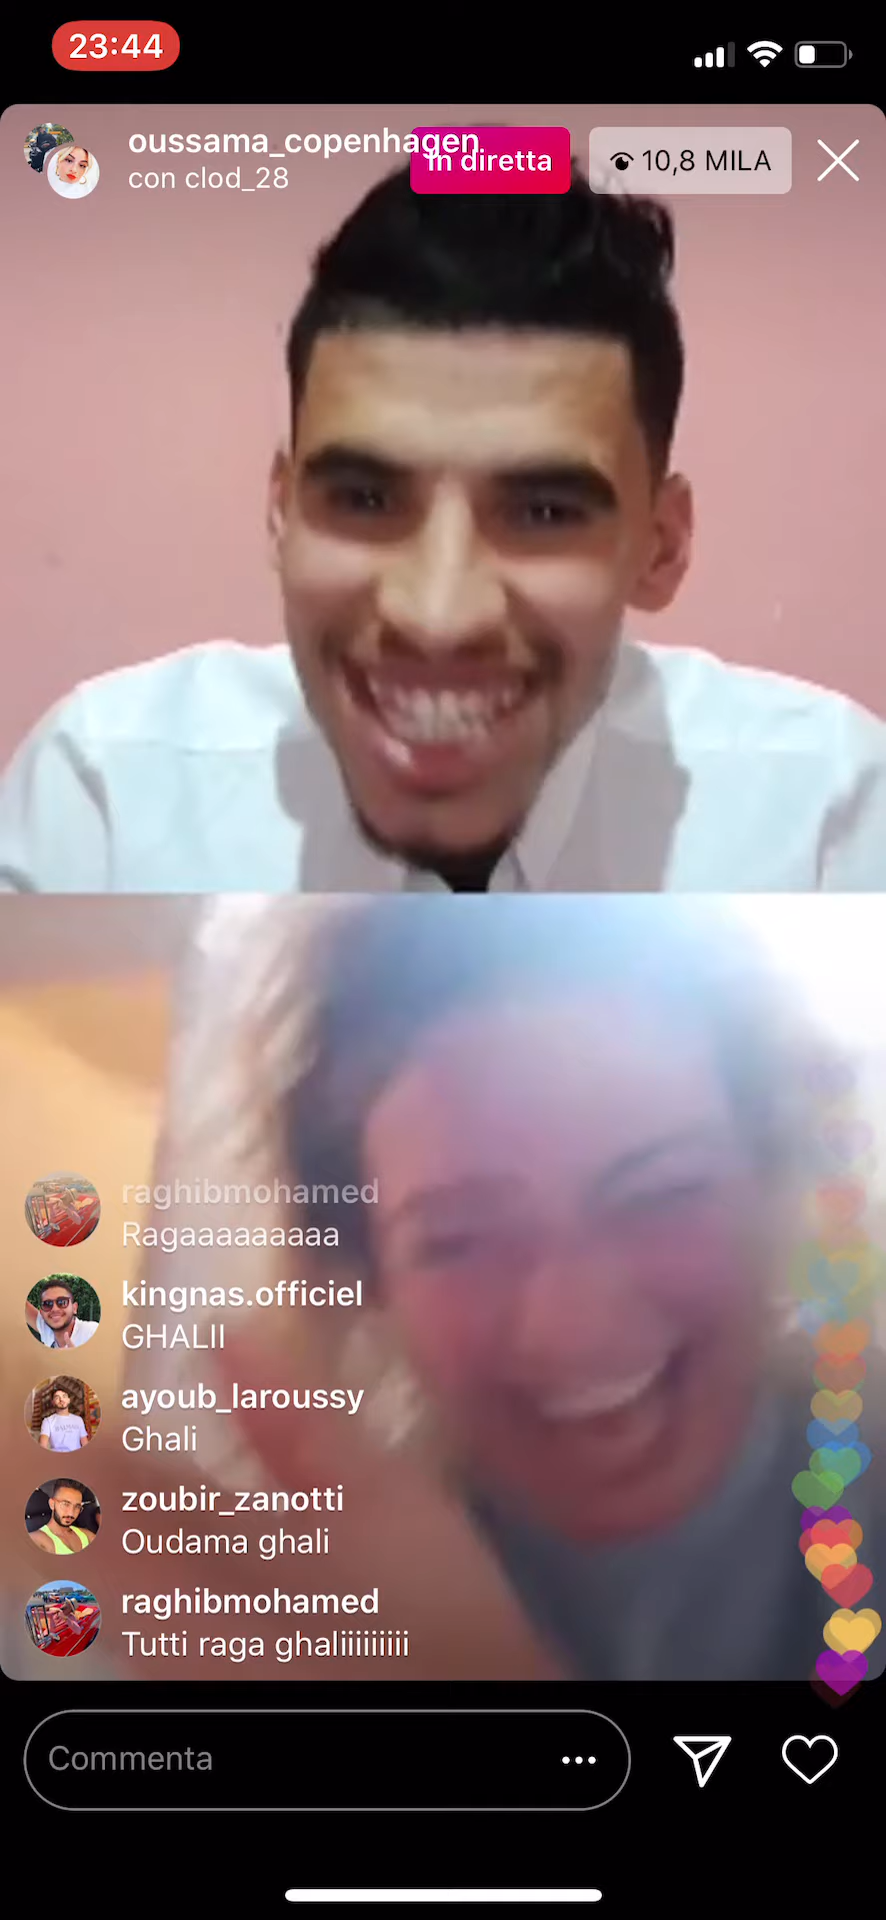 23:44
oussama_copenhagen
In diretta
10,8 MILA
con clod_28
raghibmohamed
Ragaaaaaaaaa
kingnas.officiel
GHALII
ayoub_laroussy
Ghali
zoubir_zanotti
Oudama ghali
raghibmohamed
Tutti raga ghaliiiiiiiiii
Commenta